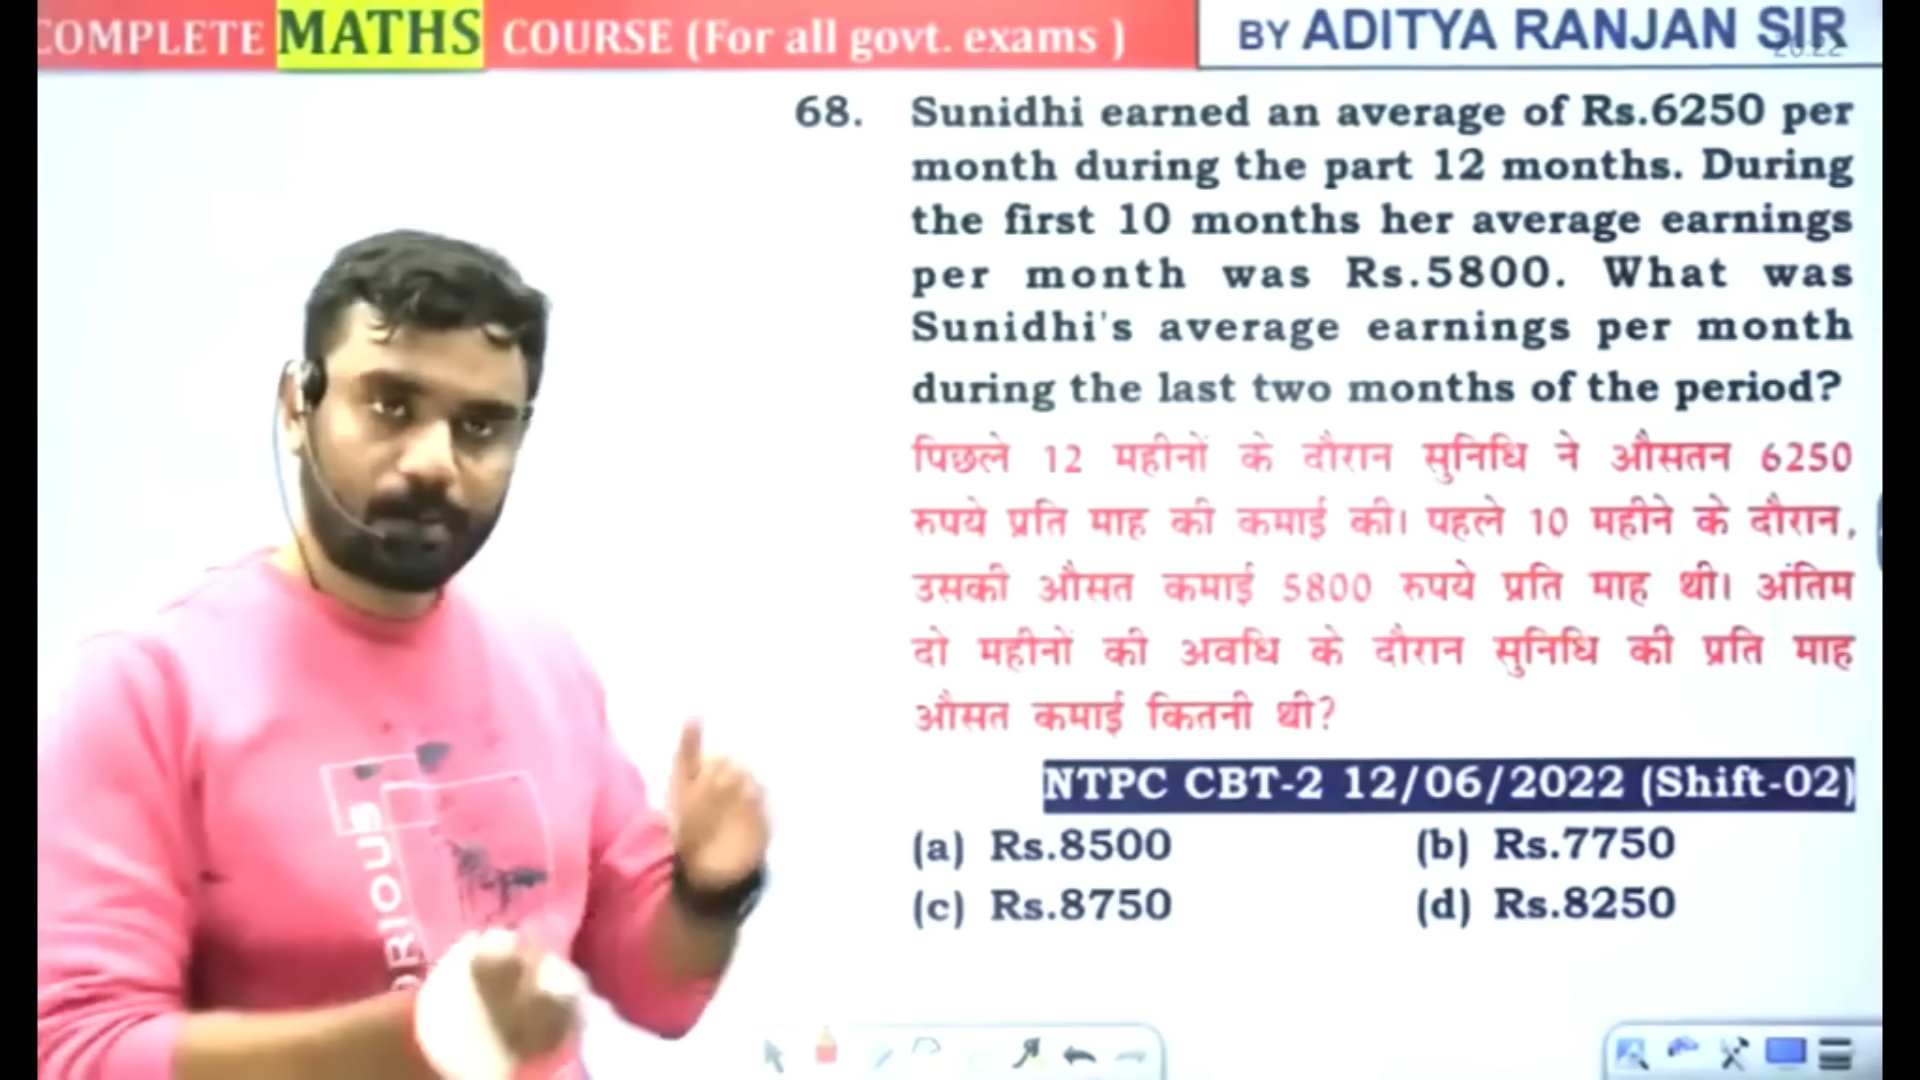 COMPLETE MATHS COURSE (For all govt. exams )
BY ADITYA RANJAN SIR
68. Sunidhi earned an average of Rs.6250 per
month during the part 12 months. During
the first 10 months her average earnings
per month was Rs.5800. What was
Sunidhi's average earnings per month
during the last two months of the period?
पिछले 12 महीनों के दौरान सुनिधि ने औसतन 6250
रुपये प्रति माह की कमाई की। पहले 10 महीने के दौरान,
उसकी औसत कमाई 5800 रुपये प्रति माह थी। अंतिम
दो महीनों की अवधि के दौरान सुनिधि की प्रति माह
औसत कमाई कितनी थी?
NTPC CBT-2 12/06/2022 (Shift-02)
(a) Rs.8500 (b) Rs.7750
(c) Rs.8750 (d) Rs.8250